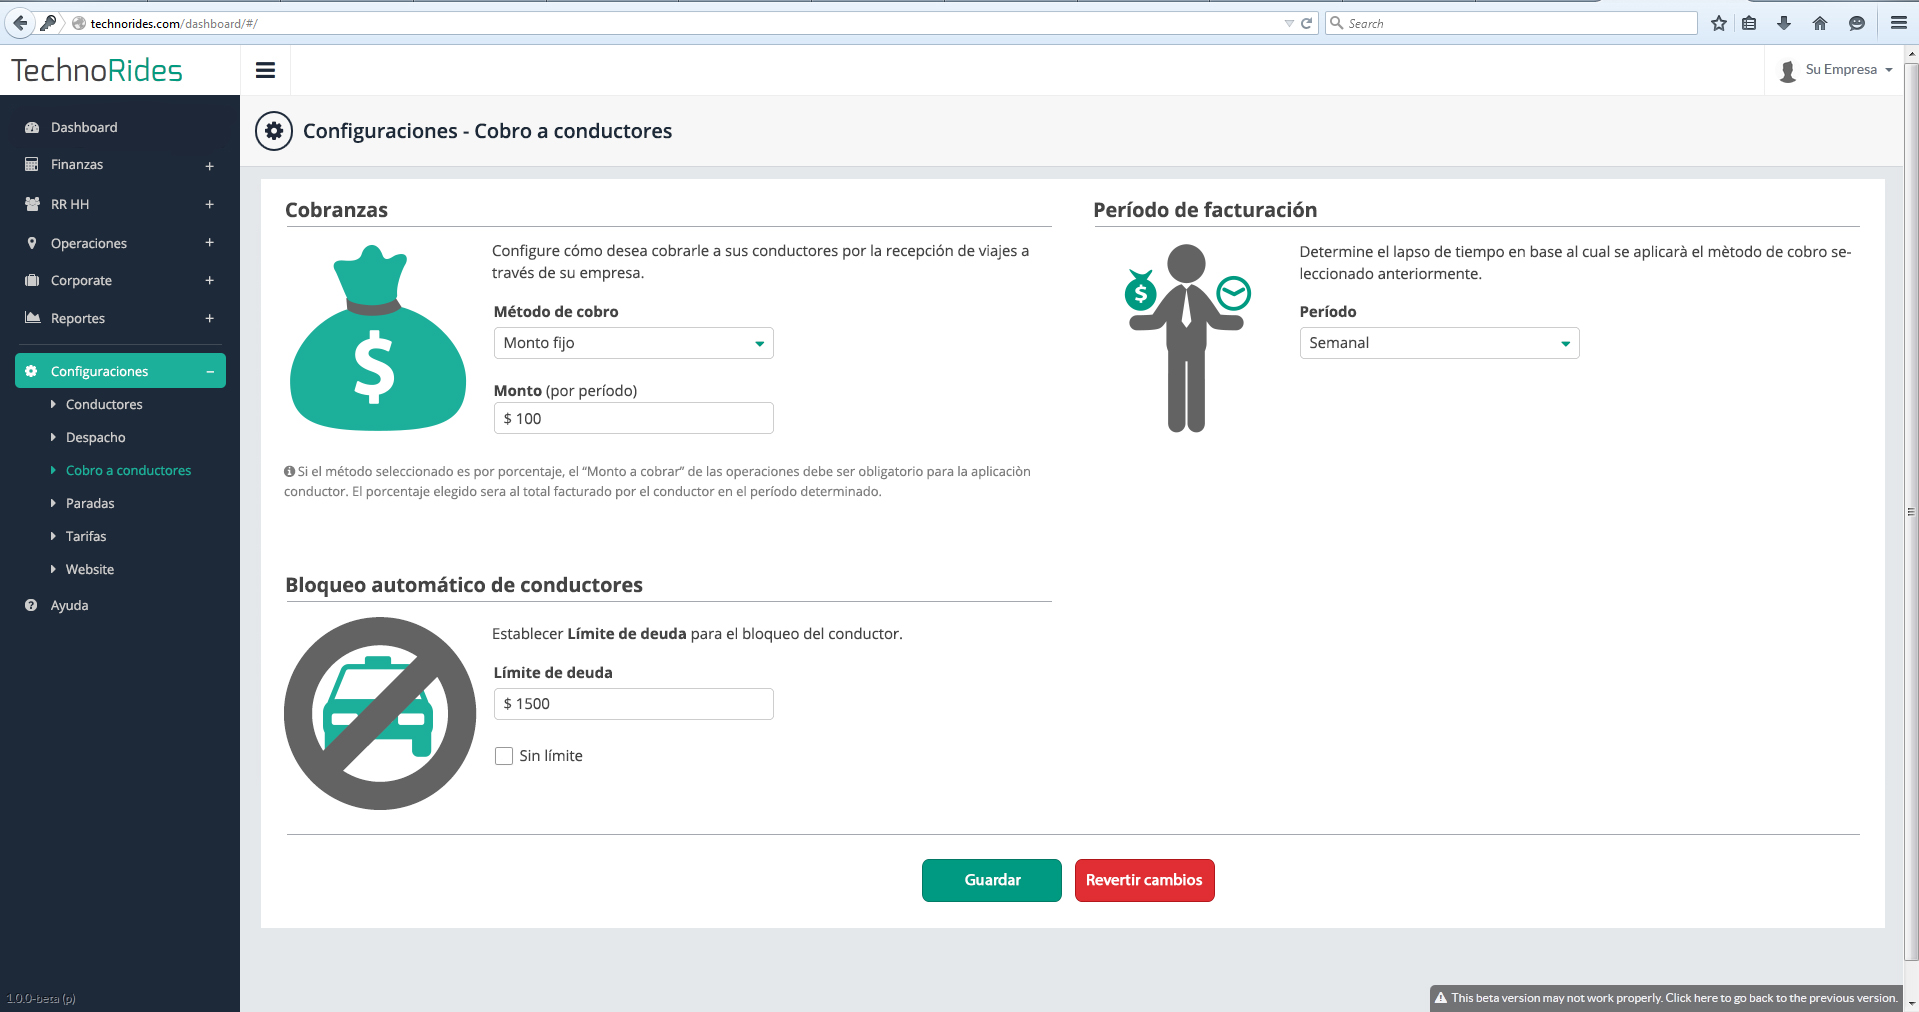 technorides.com/dashboard/#/
Search
TechnoRides
Su Empresa
Dashboard
Finanzas +
RR HH +
Operaciones +
Corporate +
Reportes +
Configuraciones –
Conductores
Despacho
Cobro a conductores
Paradas
Tarifas
Website
Ayuda
1.0.0-beta (p)
Configuraciones - Cobro a conductores
Cobranzas
Configure cómo desea cobrarle a sus conductores por la recepción de viajes a
través de su empresa.
Método de cobro
Monto fijo
Monto (por período)
$ 100
$
Si el método seleccionado es por porcentaje, el “Monto a cobrar” de las operaciones debe ser obligatorio para la aplicaciòn
conductor. El porcentaje elegido sera al total facturado por el conductor en el período determinado.
Período de facturación
Determine el lapso de tiempo en base al cual se aplicarà el mètodo de cobro se-
leccionado anteriormente.
$
Período
Semanal
Bloqueo automático de conductores
Establecer Límite de deuda para el bloqueo del conductor.
Límite de deuda
$ 1500
Sin límite
Guardar
Revertir cambios
This beta version may not work properly. Click here to go back to the previous version.